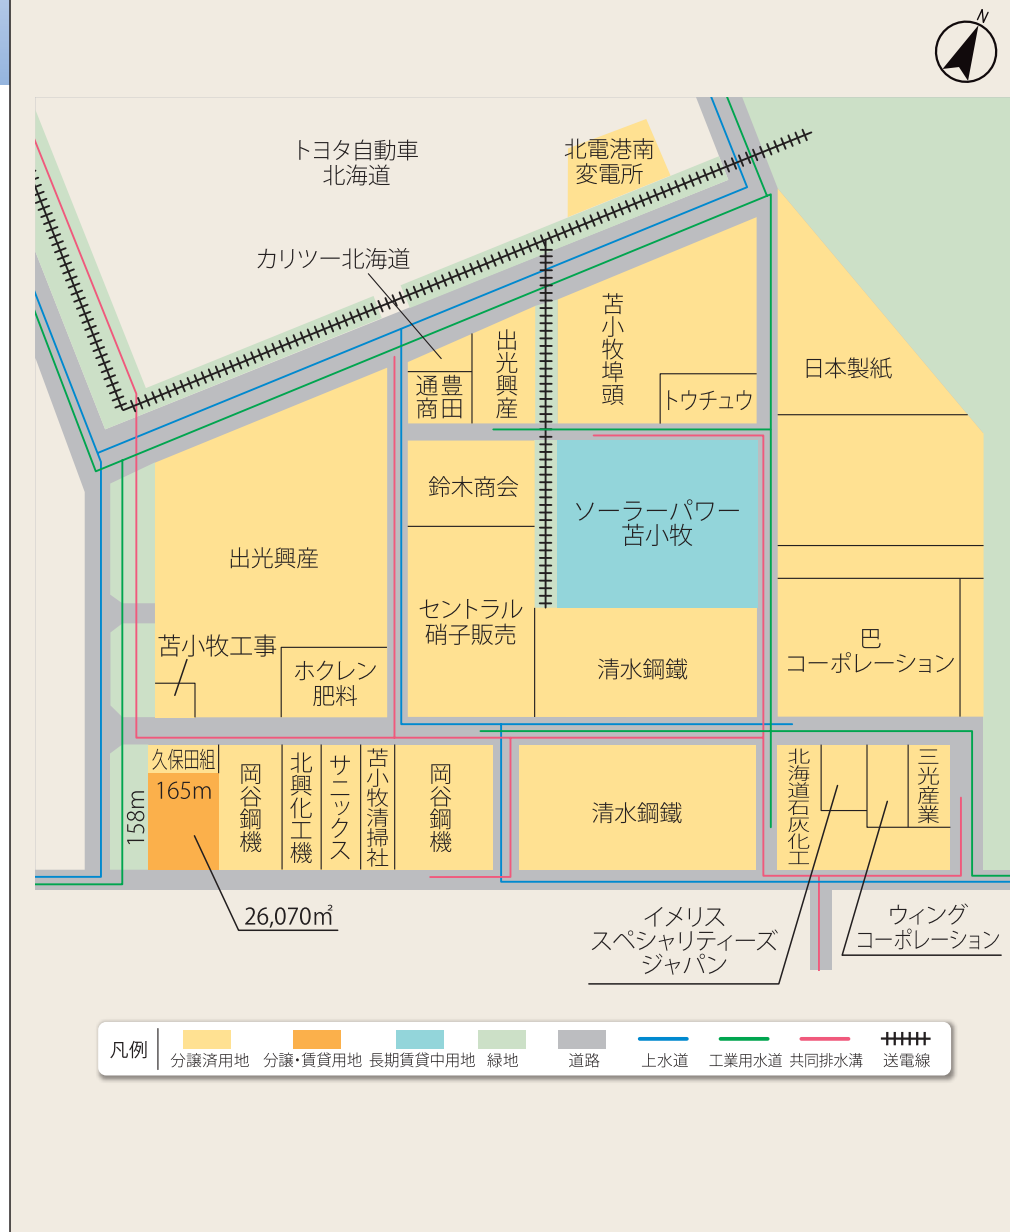 N
トヨタ自動車
北海道
北電港南
変電所
カリツー北海道
苫小牧埠頭
出光興産
豊田
通商
トウチュウ
日本製紙
鈴木商会
ソーラーパワー
苫小牧
出光興産
セントラル
硝子販売
苫小牧工事
ホクレン
肥料
清水鋼鐵
巴
コーポレーション
久保田組
165m
158m
岡谷鋼機
北興化工機
サニックス
苫小牧清掃社
岡谷鋼機
清水鋼鐵
北海道石灰化工
三光産業
26,070㎡
イメリス
スペシャリティーズ
ジャパン
ウィング
コーポレーション
凡例
分譲済用地
分譲・賃貸用地
長期賃貸中用地
緑地
道路
上水道
工業用水道
共同排水溝
送電線